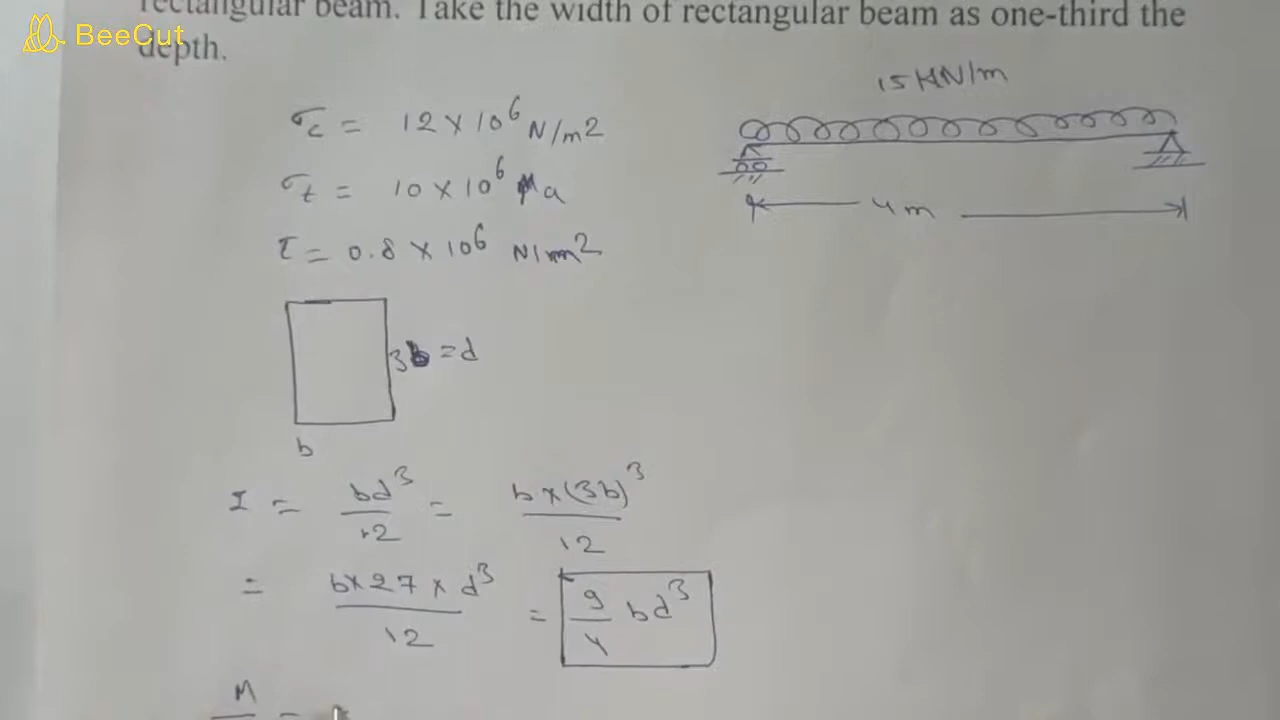 rectangular beam. Take the width of rectangular beam as one-third the
BeeCut
depth.
15 KN/m
σc = 12 × 10^6 N/m2
σt = 10 × 10^6 Pa
4 m
τ = 0.8 × 10^6 N/m2
3b = d
b
I = bd^3/12 = b×(3b)^3/12
= b×27×d^3/12 = 9/4 bd^3
M
=